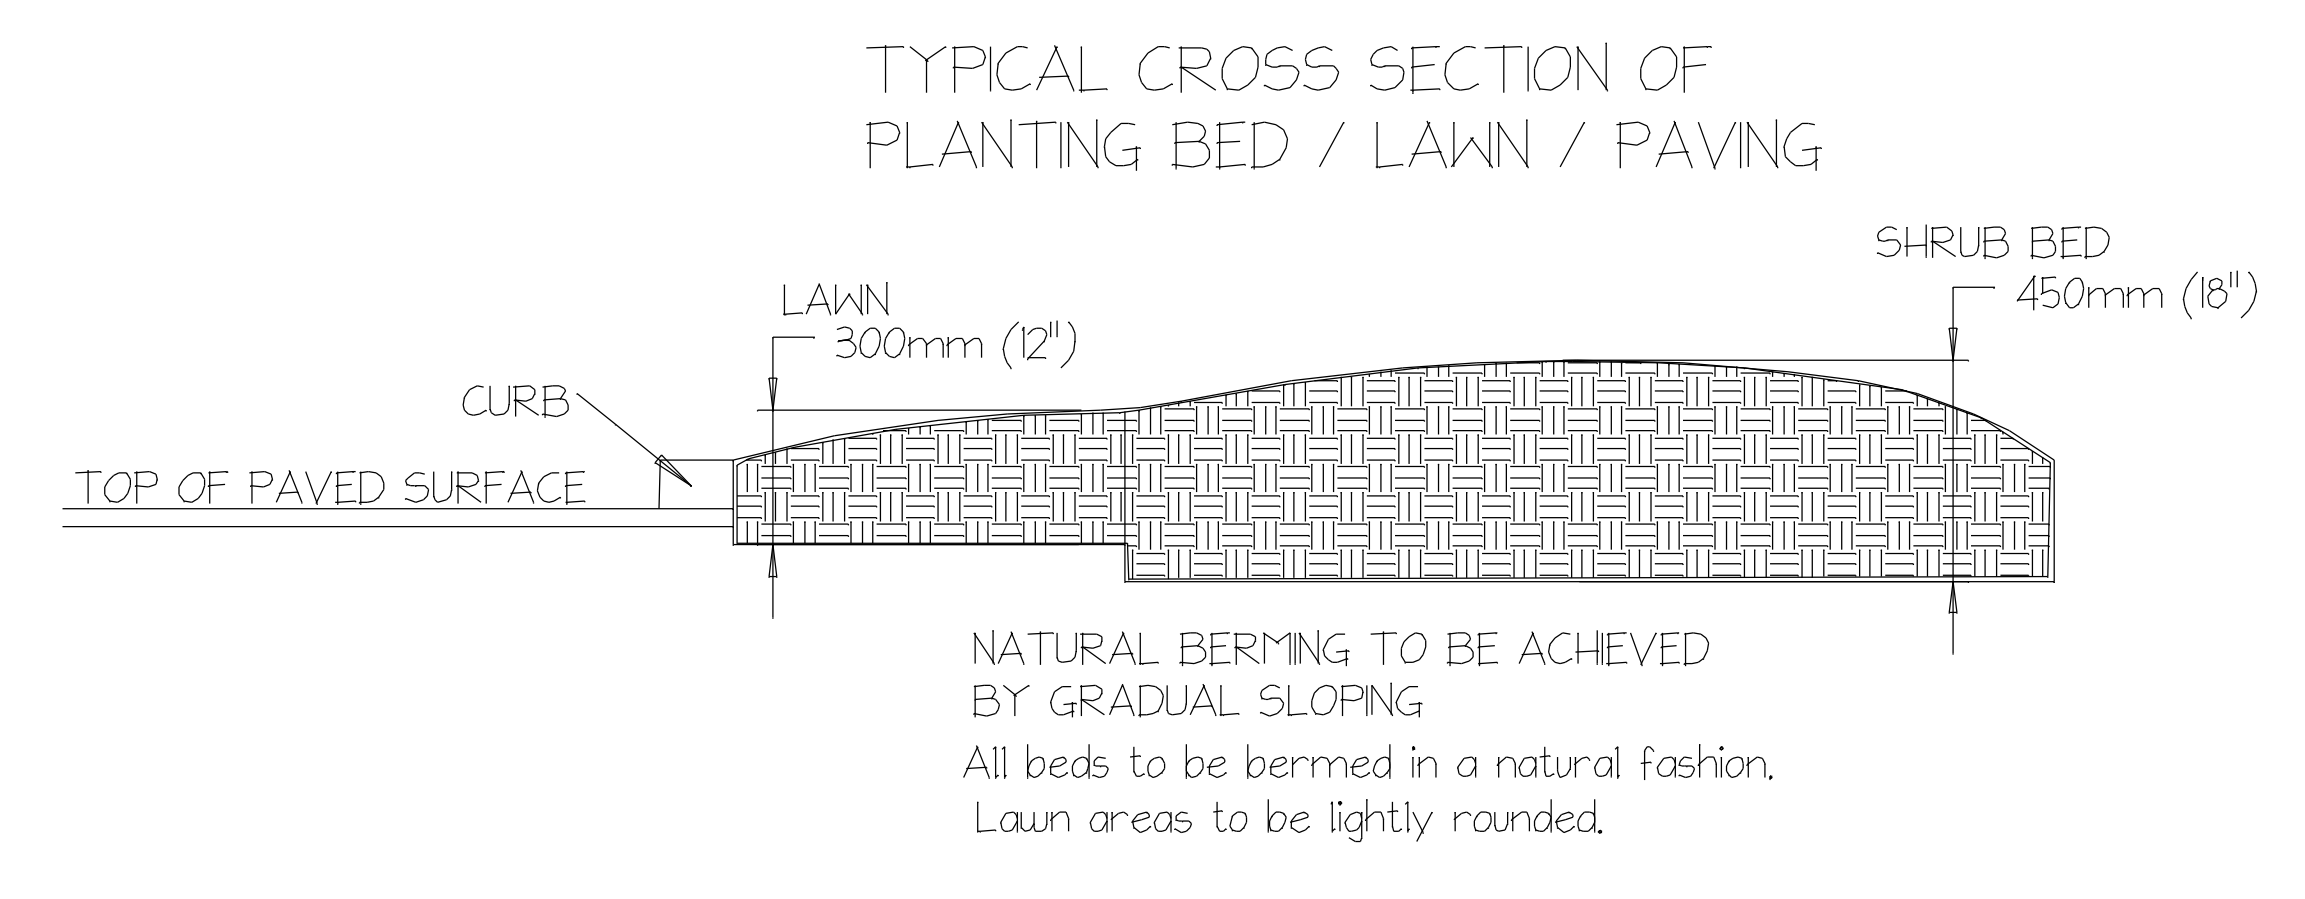 TYPICAL CROSS SECTION OF
PLANTING BED / LAWN / PAVING
SHRUB BED
450mm (18")
LAWN
300mm (12")
CURB
TOP OF PAVED SURFACE
NATURAL BERMING TO BE ACHIEVED
BY GRADUAL SLOPING
All beds to be bermed in a natural fashion.
Lawn areas to be lightly rounded.